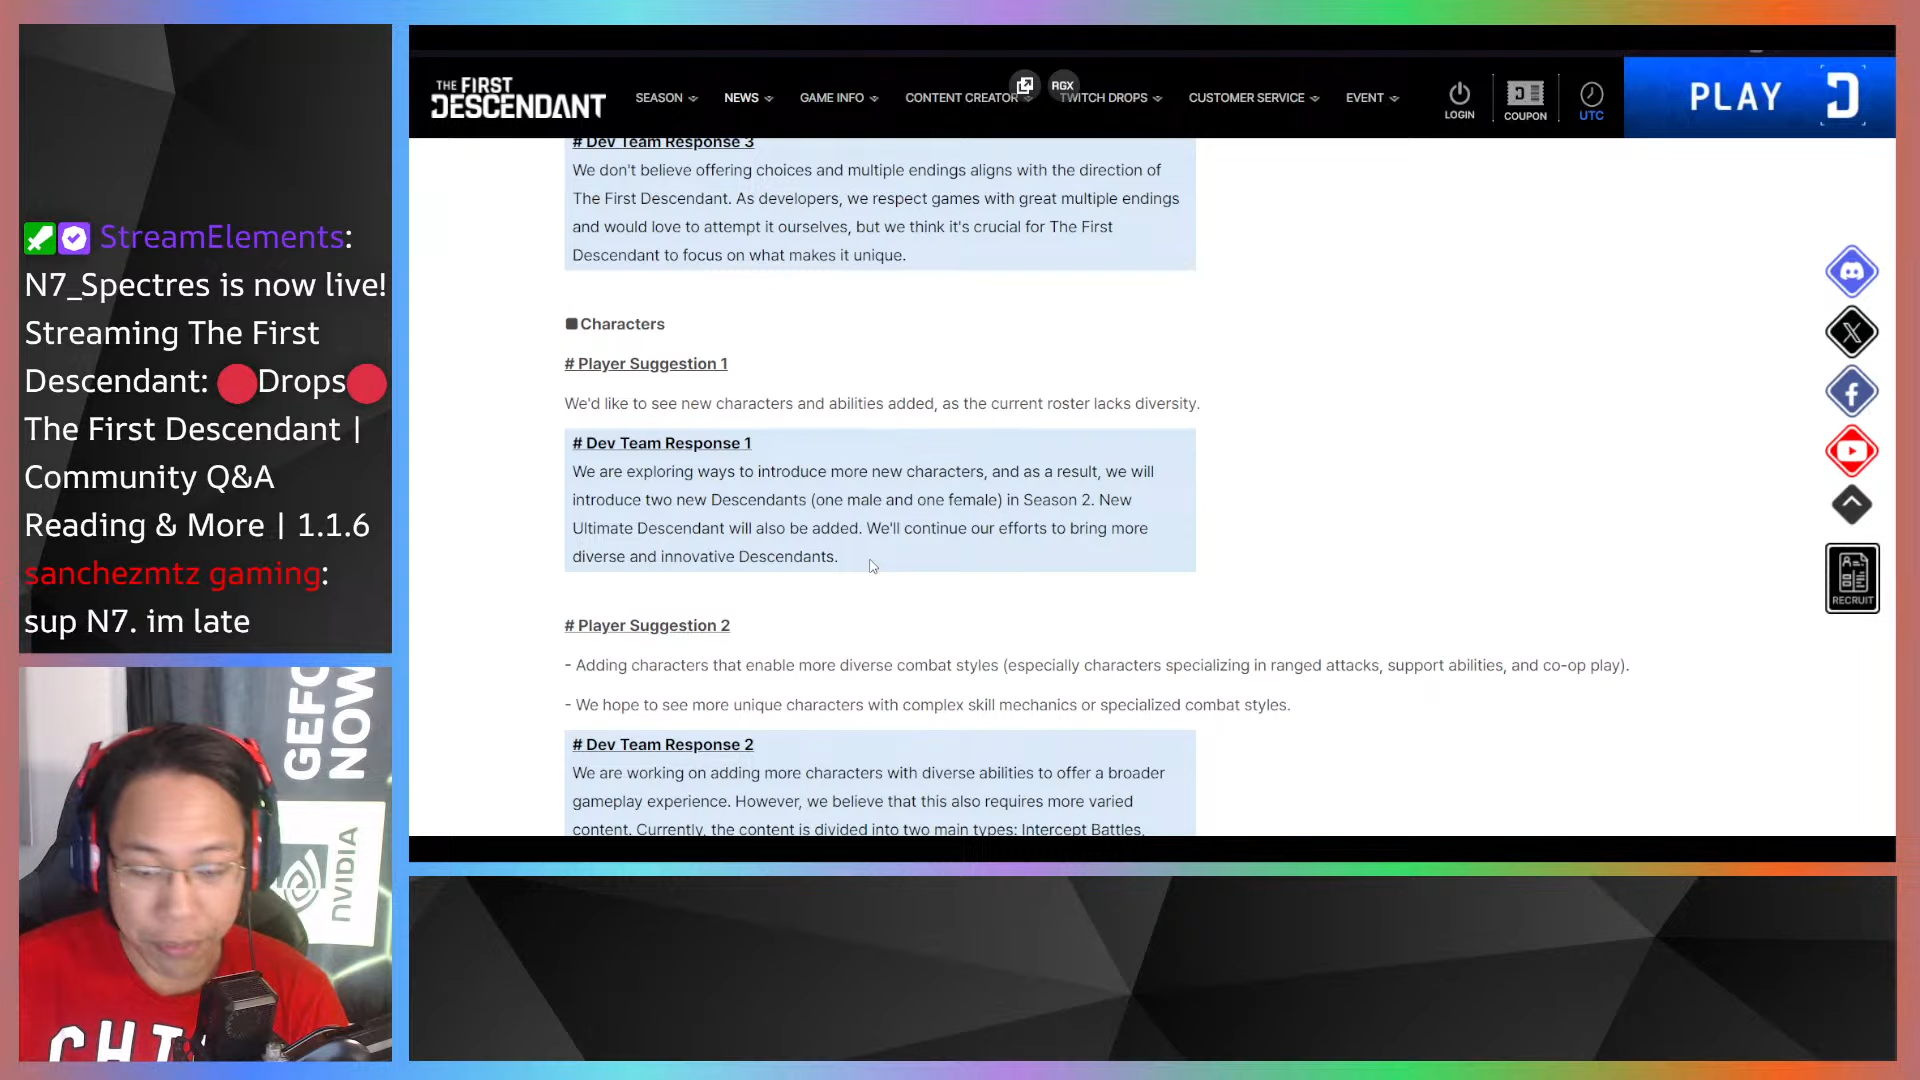 StreamElements:
N7_Spectres is now live!
Streaming The First
Descendant: 🔴Drops🔴
The First Descendant |
Community Q&A
Reading & More | 1.1.6
sanchezmtz gaming:
sup N7. im late
GEFO
NOW
NVIDIA
THE FIRST
DESCENDANT
SEASON
NEWS
GAME INFO
CONTENT CREATOR
RGX
TWITCH DROPS
CUSTOMER SERVICE
EVENT
LOGIN
COUPON
UTC
PLAY
# Dev Team Response 3
We don't believe offering choices and multiple endings aligns with the direction of
The First Descendant. As developers, we respect games with great multiple endings
and would love to attempt it ourselves, but we think it's crucial for The First
Descendant to focus on what makes it unique.
■Characters
# Player Suggestion 1
We'd like to see new characters and abilities added, as the current roster lacks diversity.
# Dev Team Response 1
We are exploring ways to introduce more new characters, and as a result, we will
introduce two new Descendants (one male and one female) in Season 2. New
Ultimate Descendant will also be added. We'll continue our efforts to bring more
diverse and innovative Descendants.
# Player Suggestion 2
- Adding characters that enable more diverse combat styles (especially characters specializing in ranged attacks, support abilities, and co-op play).
- We hope to see more unique characters with complex skill mechanics or specialized combat styles.
# Dev Team Response 2
We are working on adding more characters with diverse abilities to offer a broader
gameplay experience. However, we believe that this also requires more varied
content. Currently, the content is divided into two main types: Intercept Battles,
RECRUIT